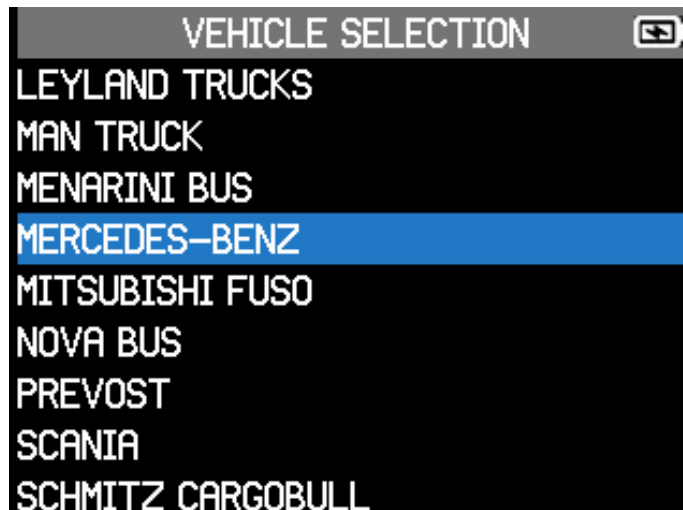 VEHICLE SELECTION
LEYLAND TRUCKS
MAN TRUCK
MENARINI BUS
MERCEDES-BENZ
MITSUBISHI FUSO
NOVA BUS
PREVOST
SCANIA
SCHMITZ CARGOBULL